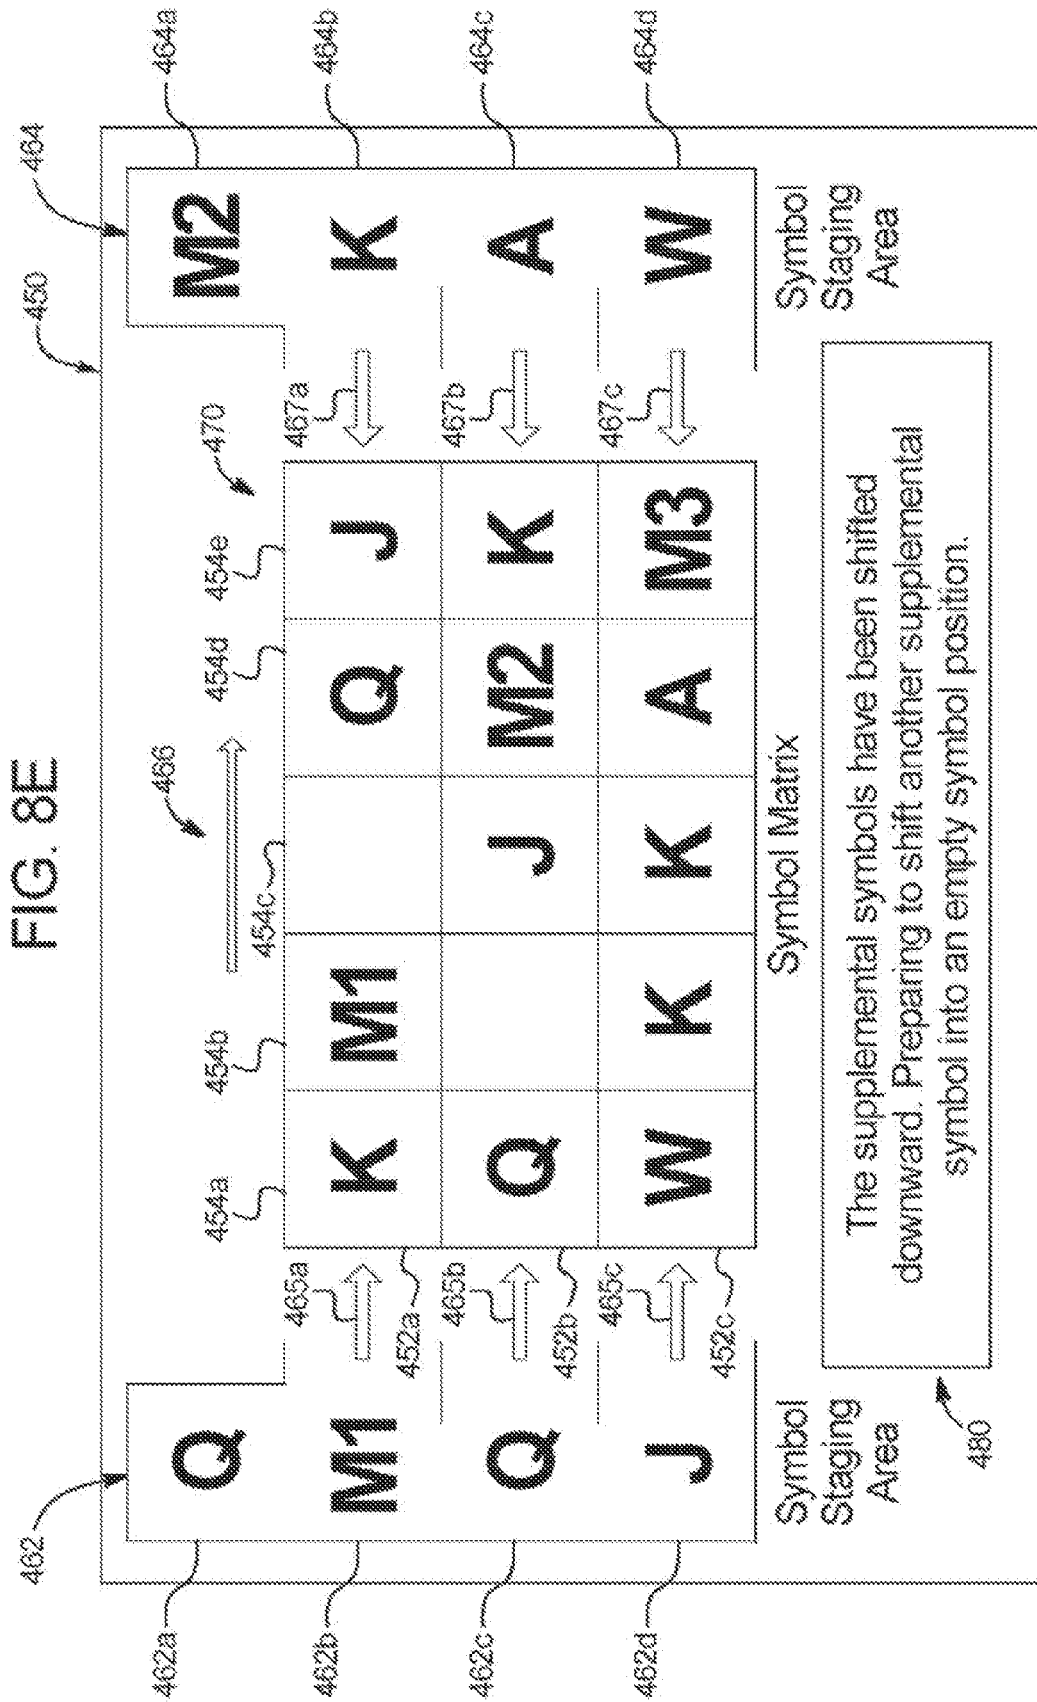 FIG. 8E
462 466 470 450 464
454a 454b 454c 454d 454e
462a Q M2 464a
462b M1 465a K M1 Q J 467a K 464b
452a
462c Q 465b Q J M2 K 467b A 464c
452b
462d J 465c W K K A M3 467c W 464d
452c
Symbol
Staging
Area
Symbol Matrix
Symbol
Staging
Area
480
The supplemental symbols have been shifted
downward. Preparing to shift another supplemental
symbol into an empty symbol position.